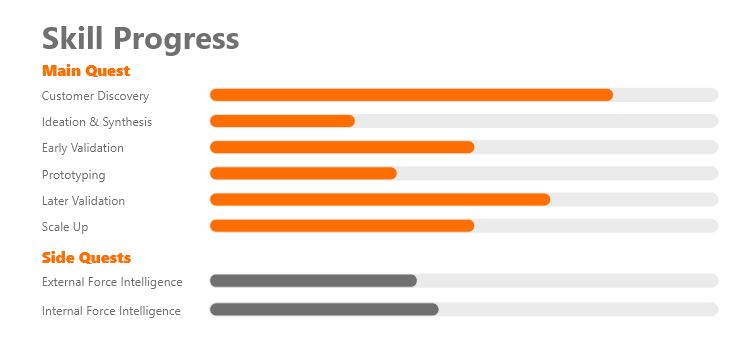 Skill Progress
Main Quest
Customer Discovery
Ideation & Synthesis
Early Validation
Prototyping
Later Validation
Scale Up
Side Quests
External Force Intelligence
Internal Force Intelligence